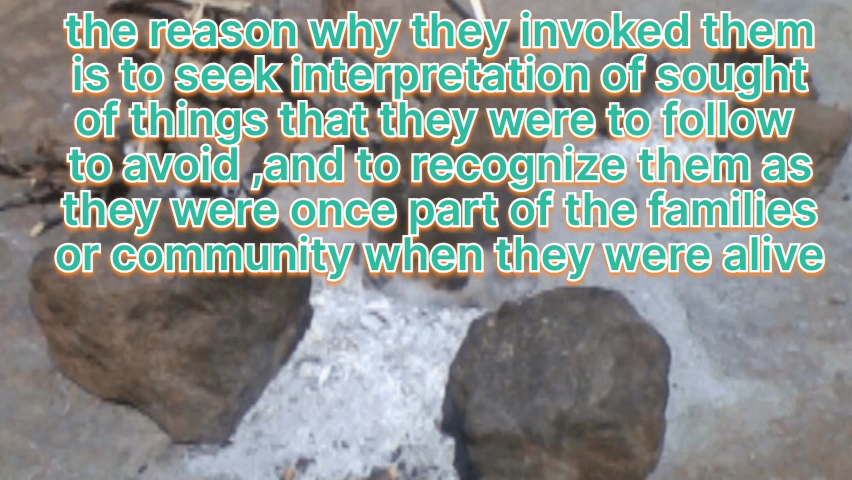 the reason why they invoked them
is to seek interpretation of sought
of things that they were to follow
to avoid ,and to recognize them as
they were once part of the families
or community when they were alive